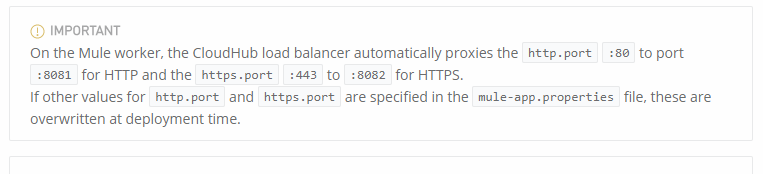 IMPORTANT
On the Mule worker, the CloudHub load balancer automatically proxies the http.port :80 to port
:8081 for HTTP and the https.port :443 to :8082 for HTTPS.
If other values for http.port and https.port are specified in the mule-app.properties file, these are
overwritten at deployment time.